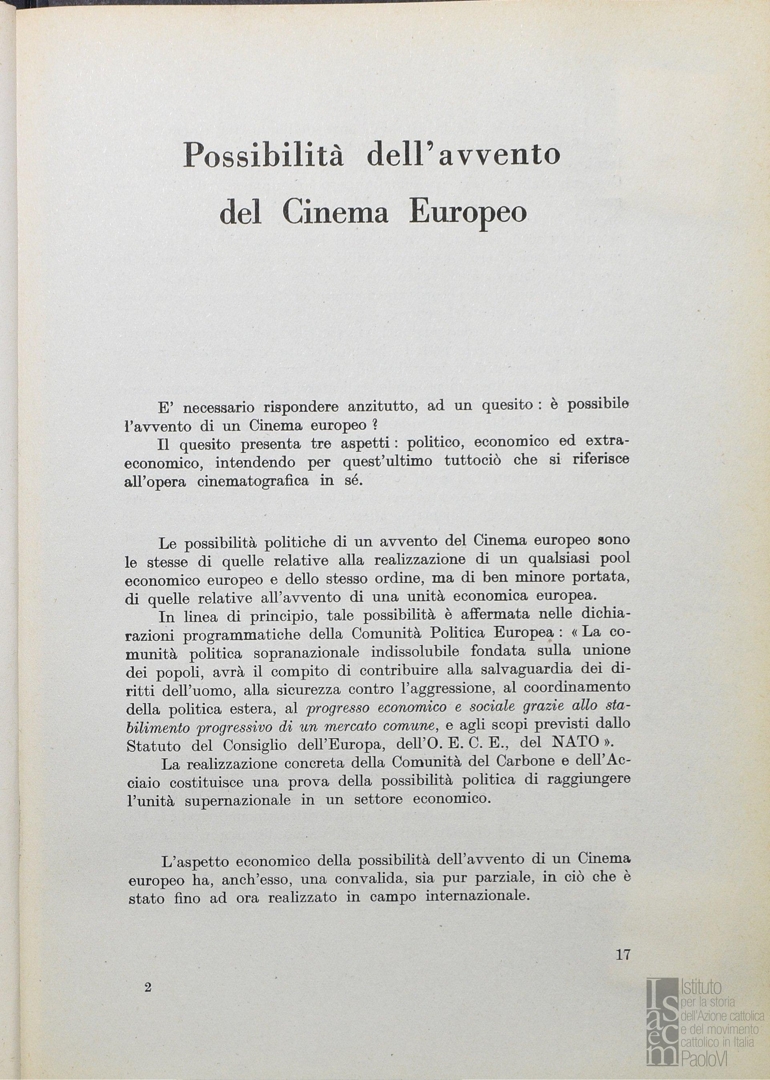 Possibilità dell'avvento
del Cinema Europeo
E' necessario rispondere anzitutto, ad un quesito : è possibile
l'avvento di un Cinema europeo ?
Il quesito presenta tre aspetti : politico, economico ed extra-
economico, intendendo per quest'ultimo tuttociò che si riferisce
all'opera cinematografica in sé.
Le possibilità politiche di un avvento del Cinema europeo sono
le stesse di quelle relative alla realizzazione di un qualsiasi pool
economico europeo e dello stesso ordine, ma di ben minore portata,
di quelle relative all'avvento di una unità economica europea.
In linea di principio, tale possibilità è affermata nelle dichia-
razioni programmatiche della Comunità Politica Europea : « La co-
munità politica sopranazionale indissolubile fondata sulla unione
dei popoli, avrà il compito di contribuire alla salvaguardia dei di-
ritti dell'uomo, alla sicurezza contro l'aggressione, al coordinamento
della politica estera, al progresso economico e sociale grazie allo sta-
bilimento progressivo di un mercato comune, e agli scopi previsti dallo
Statuto del Consiglio dell'Europa, dell'O. E. C. E., del NATO ».
La realizzazione concreta della Comunità del Carbone e dell'Ac-
ciaio costituisce una prova della possibilità politica di raggiungere
l'unità supernazionale in un settore economico.
L'aspetto economico della possibilità dell'avvento di un Cinema
europeo ha, anch'esso, una convalida, sia pur parziale, in ciò che è
stato fino ad ora realizzato in campo internazionale.
17
2
Isacem
Istituto
per la storia
dell'Azione cattolica
e del movimento
cattolico in Italia
PaoloVI